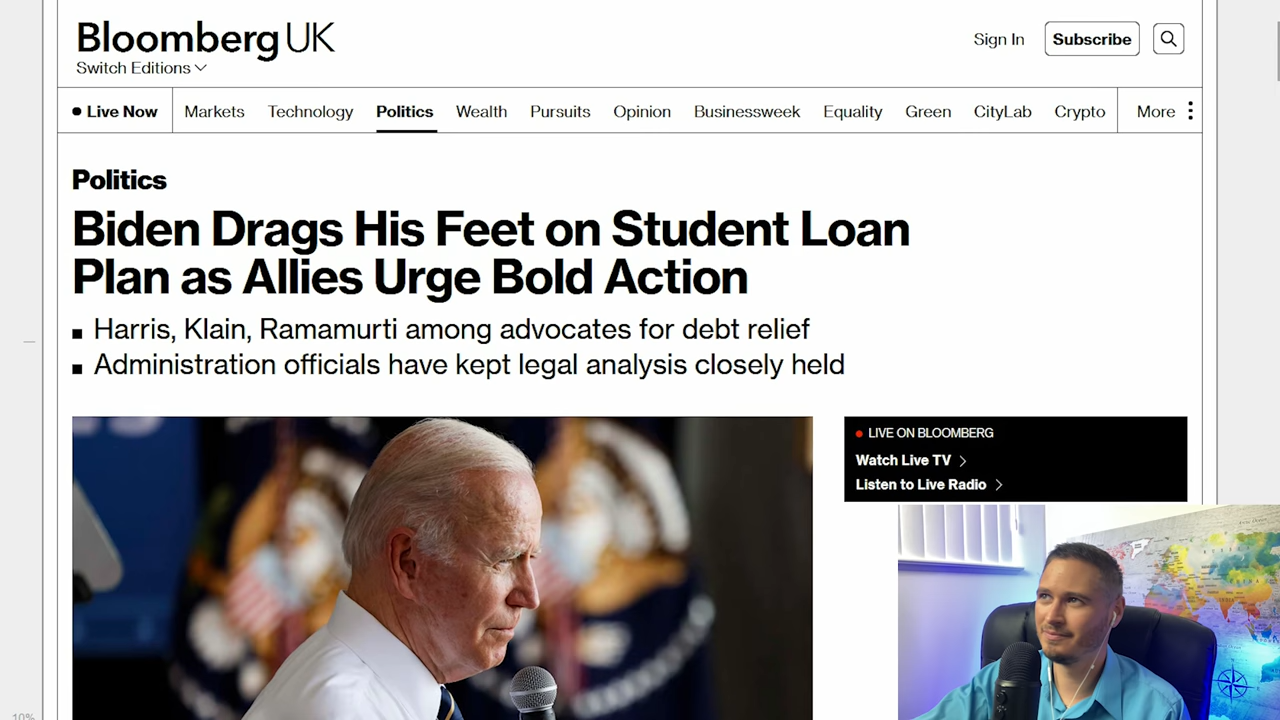 Bloomberg UK
Switch Editions
Sign In
Subscribe
Live Now
Markets
Technology
Politics
Wealth
Pursuits
Opinion
Businessweek
Equality
Green
CityLab
Crypto
More
Politics
Biden Drags His Feet on Student Loan
Plan as Allies Urge Bold Action
Harris, Klain, Ramamurti among advocates for debt relief
Administration officials have kept legal analysis closely held
LIVE ON BLOOMBERG
Watch Live TV
Listen to Live Radio
10%